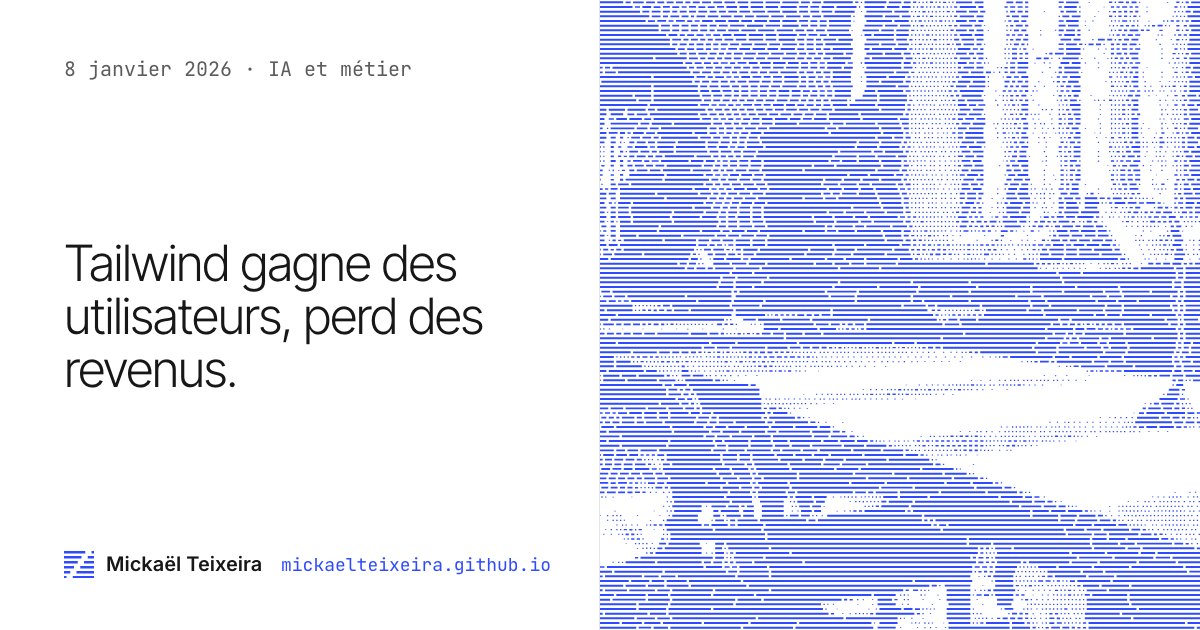 8 janvier 2026 · IA et métier
Tailwind gagne des
utilisateurs, perd des
revenus.
Mickaël Teixeira mickaelteixeira.github.io